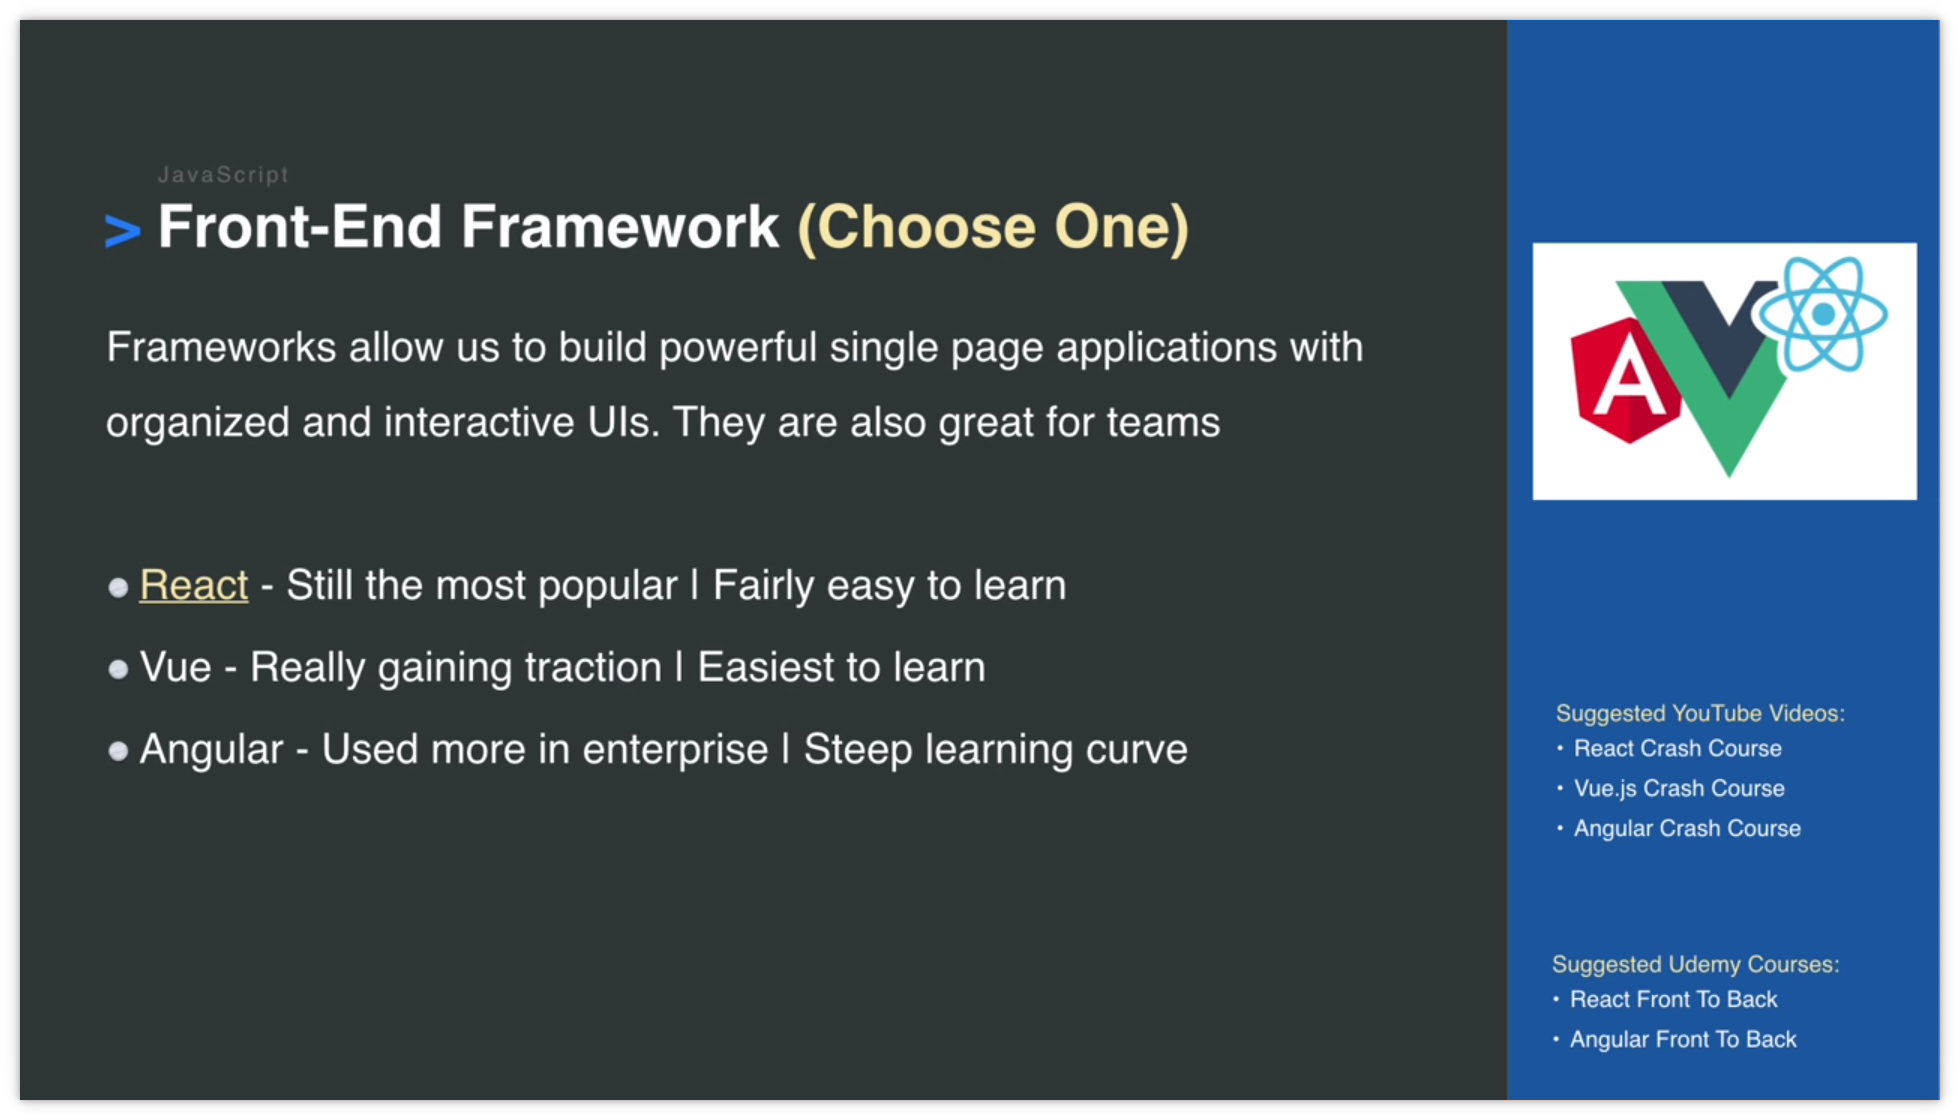 JavaScript
> Front-End Framework (Choose One)
Frameworks allow us to build powerful single page applications with
organized and interactive UIs. They are also great for teams
React - Still the most popular | Fairly easy to learn
Vue - Really gaining traction | Easiest to learn
Angular - Used more in enterprise | Steep learning curve
A
Suggested YouTube Videos:
• React Crash Course
• Vue.js Crash Course
• Angular Crash Course
Suggested Udemy Courses:
• React Front To Back
• Angular Front To Back